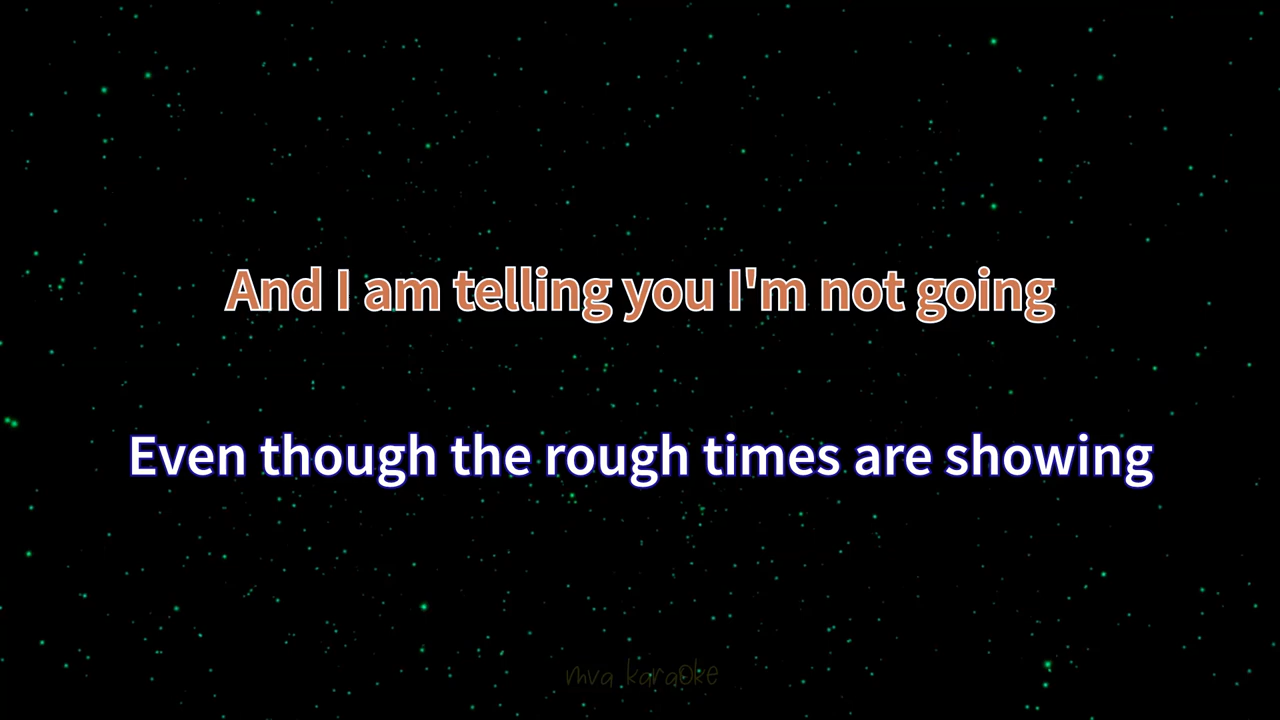 And I am telling you I'm not going
Even though the rough times are showing
mva karaoke